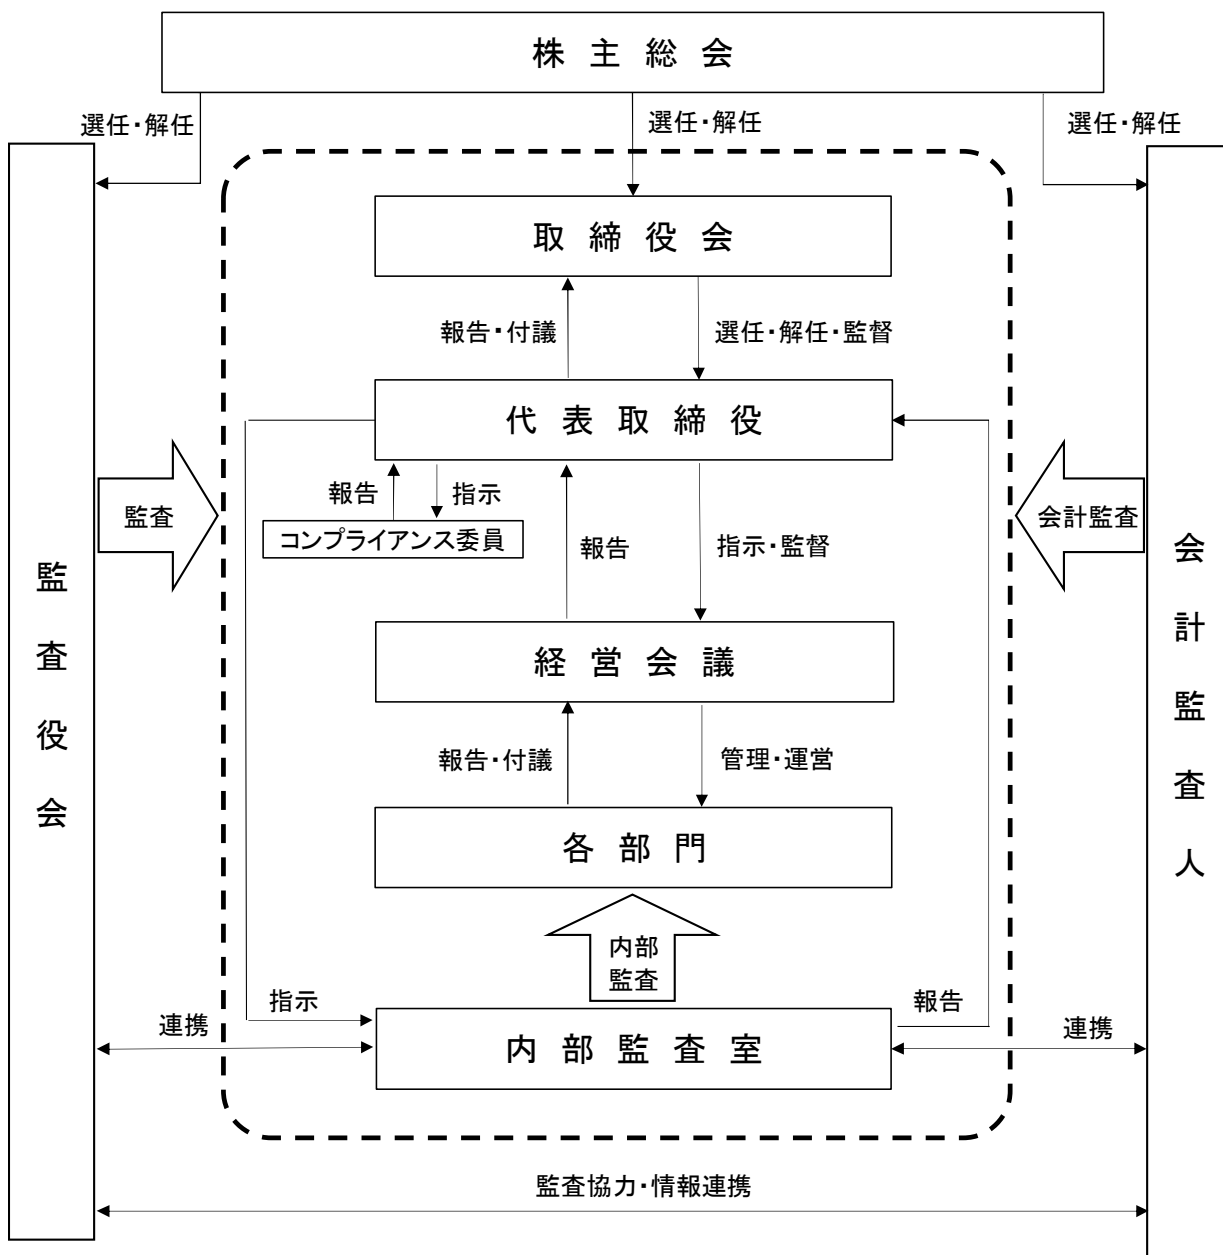 株主総会
選任・解任
選任・解任
選任・解任
取締役会
報告・付議
選任・解任・監督
代表取締役
報告
指示
コンプライアンス委員
監査
会計監査
報告
指示・監督
監査役会
会計監査人
経営会議
報告・付議
管理・運営
各部門
内部
監査
指示
報告
連携
連携
内部監査室
監査協力・情報連携